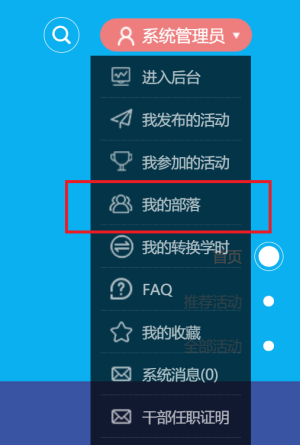 系统管理员
进入后台
我发布的活动
我参加的活动
我的部落
我的转换学时
首页
FAQ
推荐活动
我的收藏
全部活动
系统消息(0)
干部任职证明